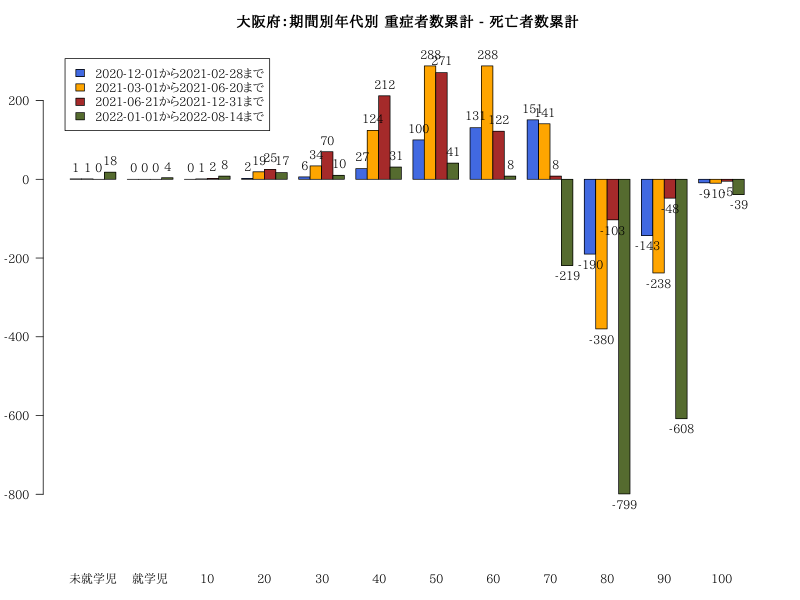 大阪府：期間別年代別 重症者数累計 - 死亡者数累計
2020-12-01から2021-02-28まで
2021-03-01から2021-06-20まで
2021-06-21から2021-12-31まで
2022-01-01から2022-08-14まで
200
0
-200
-400
-600
-800
1 1 0 18
0 0 0 4
0 1 2 8
2 19 25 17
6 34 70 10
27 124 212 31
100 288 271 41
131 288 122 8
151 141 8 -219
-190 -380 -103 -799
-143 -238 -48 -608
-9 -10 -5 -39
未就学児 就学児 10 20 30 40 50 60 70 80 90 100